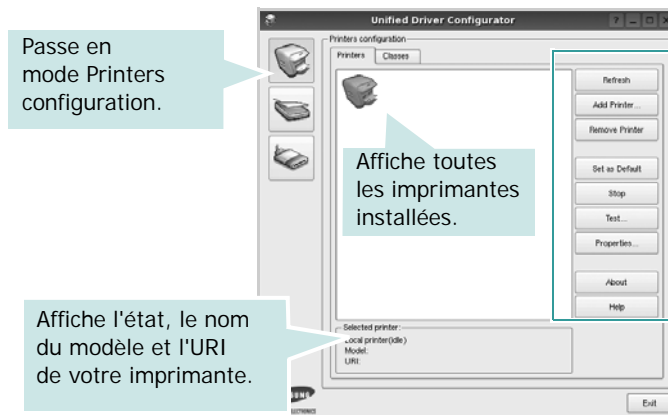 Unified Driver Configurator
Passe en
mode Printers
configuration.
Printers configuration
Printers Classes
Refresh
Add Printer...
Remove Printer
Set as Default
Stop
Test...
Properties...
About
Help
Affiche toutes
les imprimantes
installées.
Affiche l'état, le nom
du modèle et l'URI
de votre imprimante.
Selected printer:
Local printer(idle)
Model:
URI:
ELECTRONICS
Exit